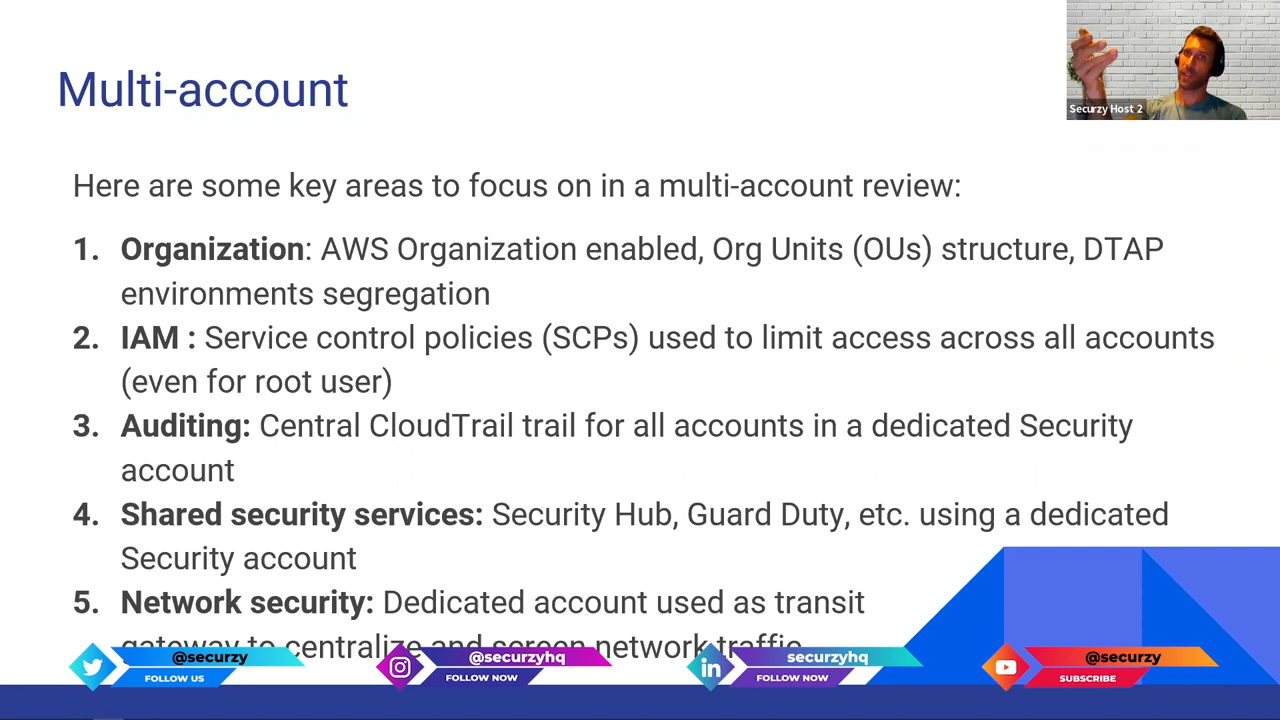 Multi-account
Securzy Host 2
Here are some key areas to focus on in a multi-account review:
1. Organization: AWS Organization enabled, Org Units (OUs) structure, DTAP
environments segregation
2. IAM : Service control policies (SCPs) used to limit access across all accounts
(even for root user)
3. Auditing: Central CloudTrail trail for all accounts in a dedicated Security
account
4. Shared security services: Security Hub, Guard Duty, etc. using a dedicated
Security account
5. Network security: Dedicated account used as transit
gateway to centralize and screen network traffic
@securzy
FOLLOW US
@securzyhq
FOLLOW NOW
in
securzyhq
FOLLOW NOW
@securzy
SUBSCRIBE